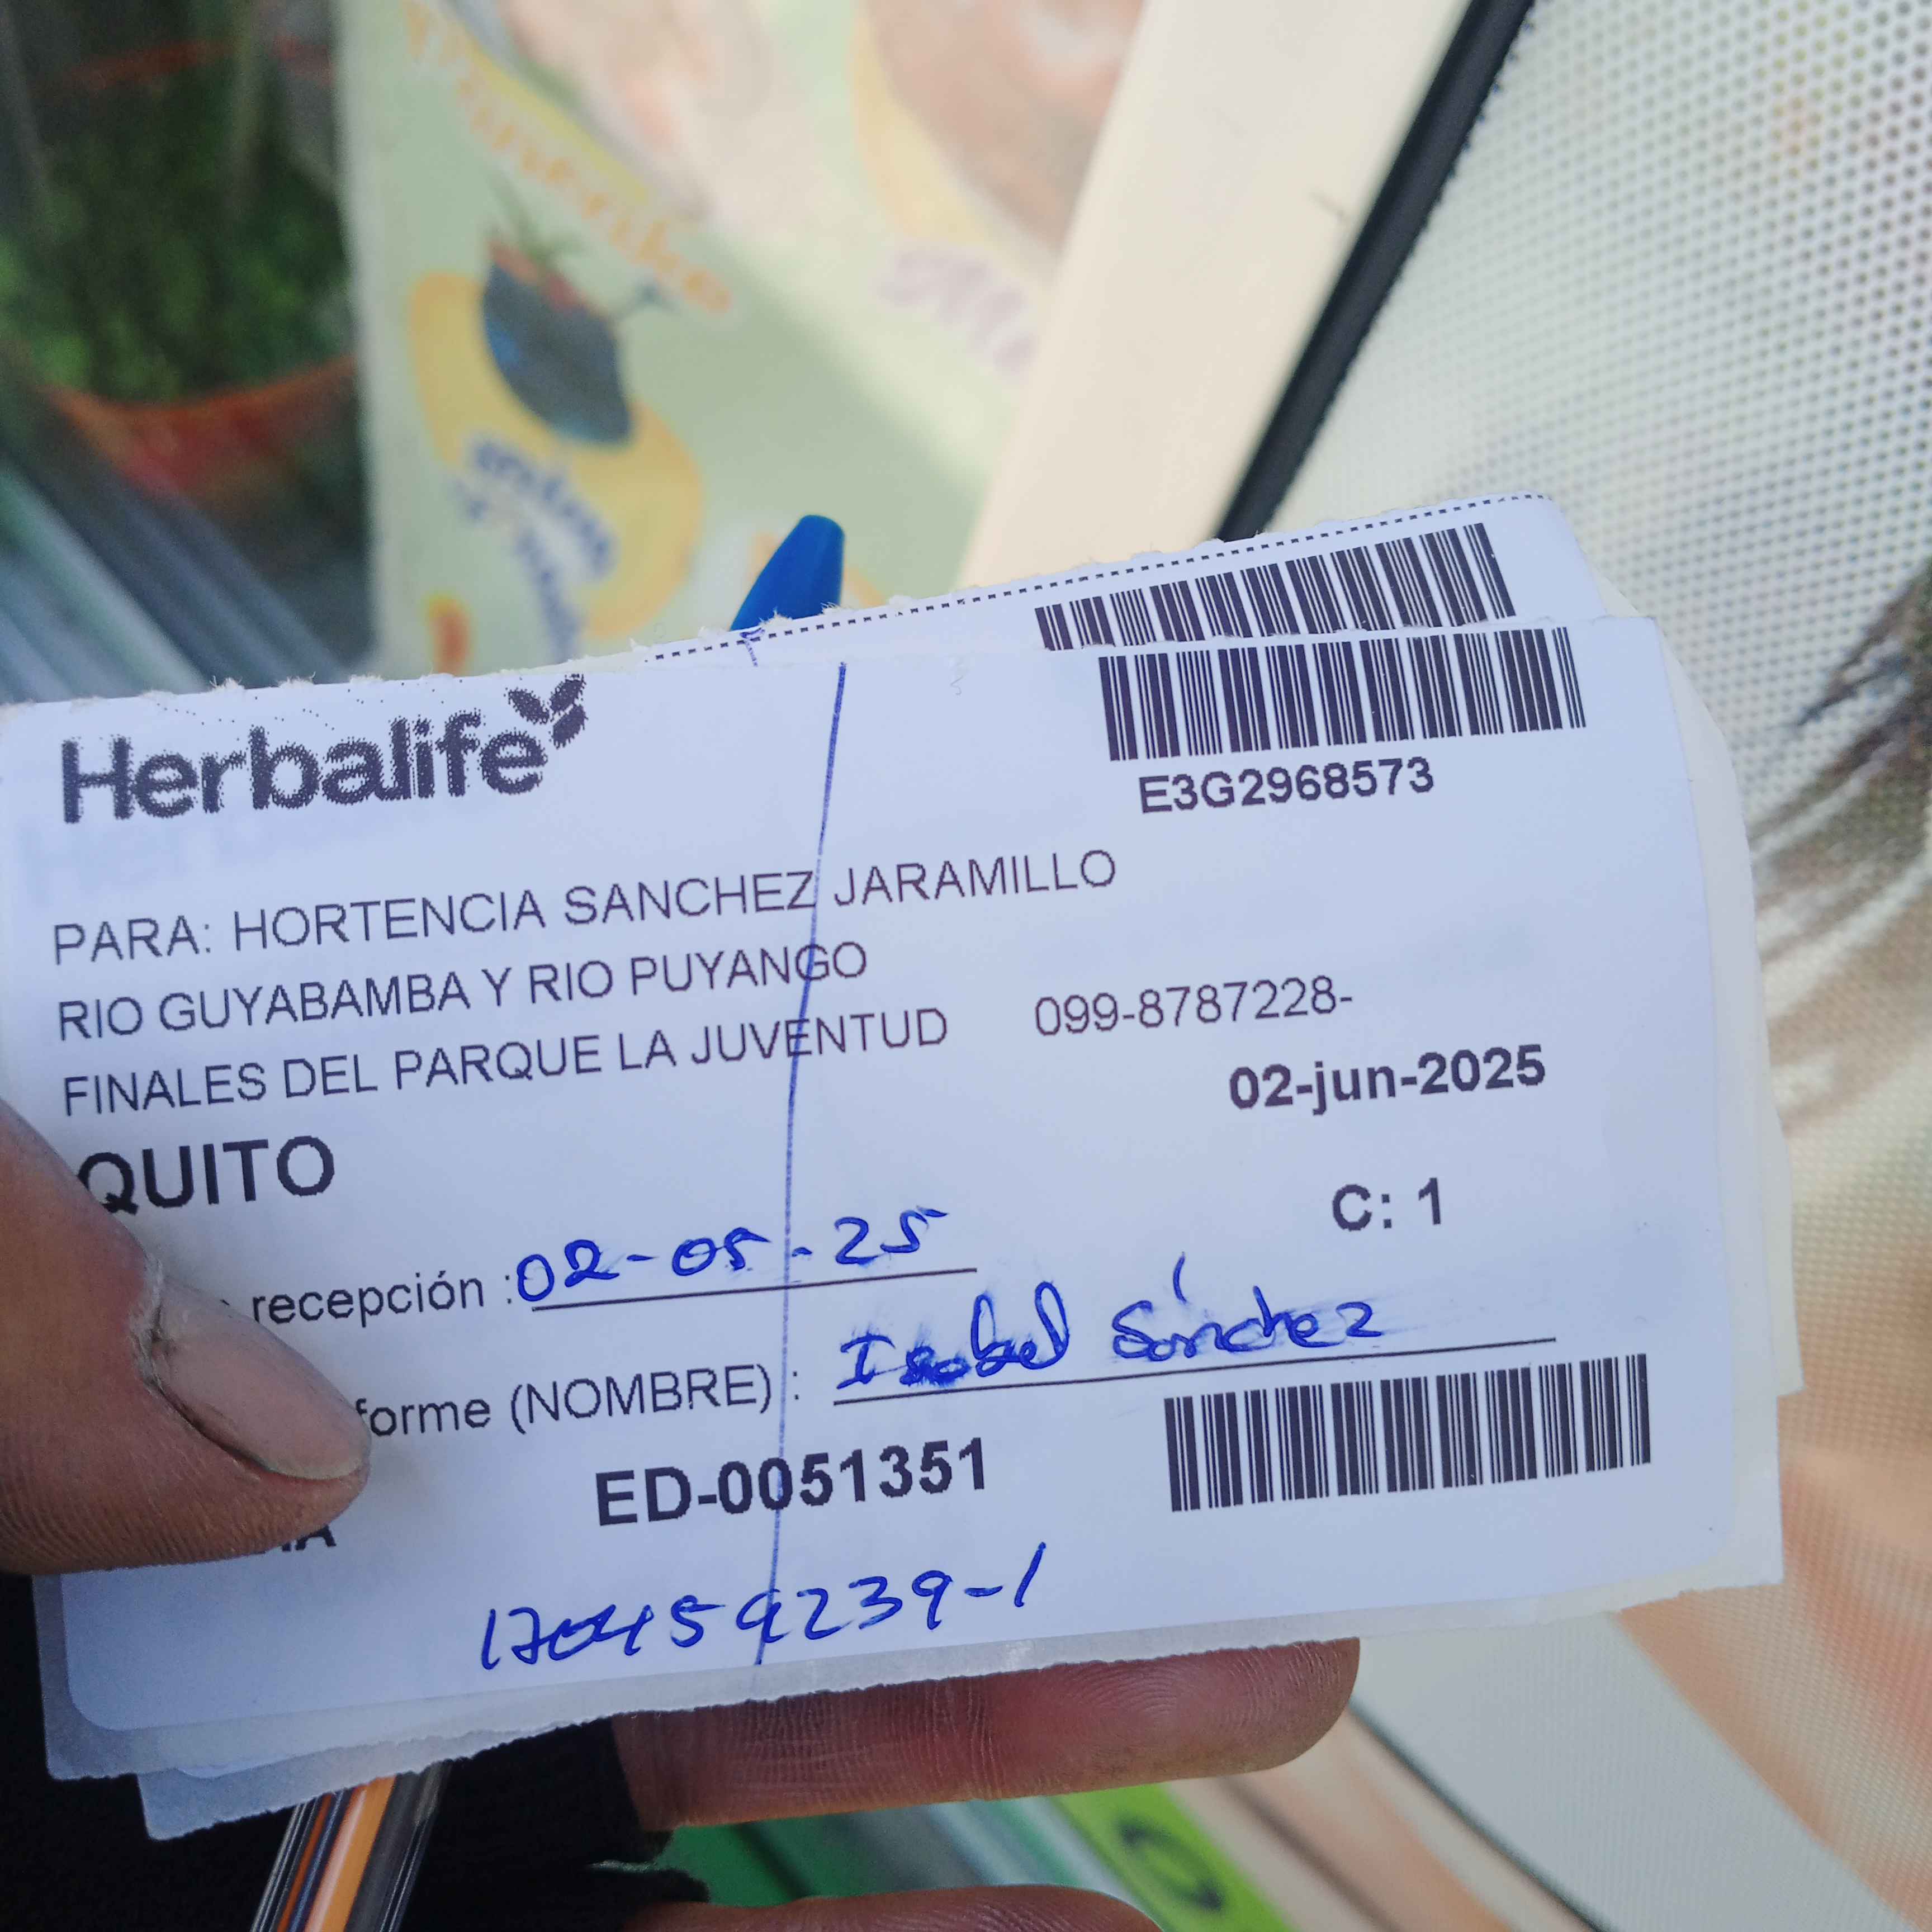 Herbalife
E3G2968573
PARA: HORTENCIA SANCHEZ JARAMILLO
RIO GUYABAMBA Y RIO PUYANGO
FINALES DEL PARQUE LA JUVENTUD 099-8787228-
02-jun-2025
QUITO
C: 1
recepción : 02-05-25
forme (NOMBRE) : Isabel Sánchez
ED-0051351
170459239-1